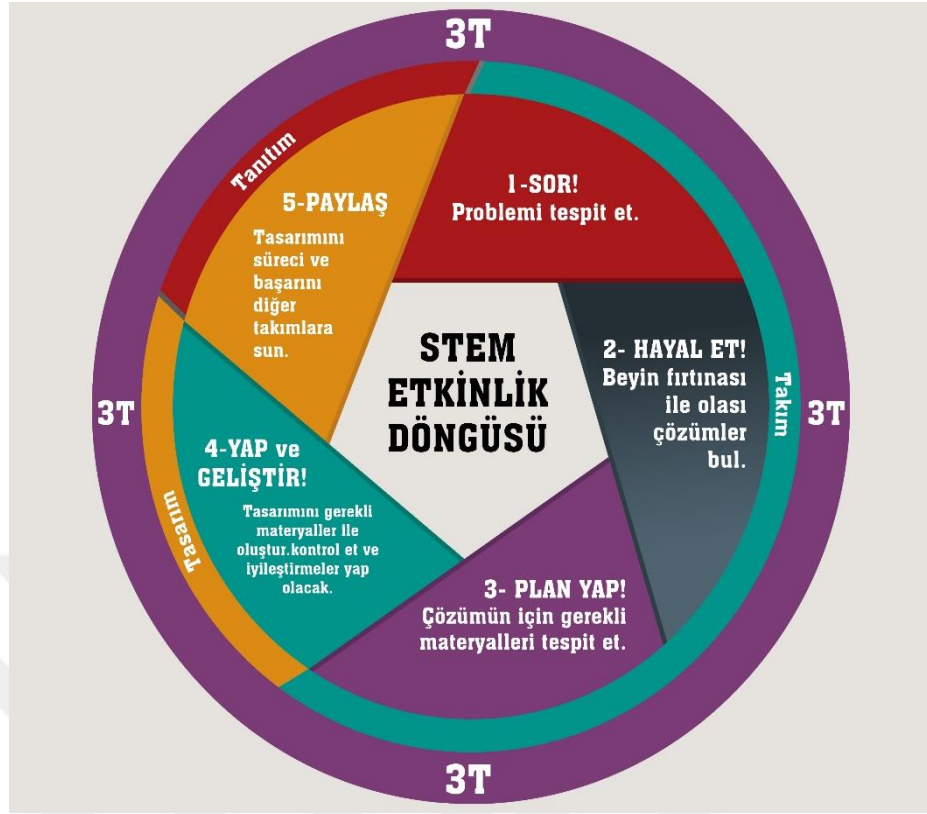 3T
Tanıtım
1-SOR!
Problemi tespit et.
5-PAYLAŞ
Tasarımını
süreci ve
başarını
diğer
takımlara
sun.
STEM
ETKİNLİK
DÖNGÜSÜ
2- HAYAL ET!
Beyin fırtınası
ile olası
çözümler
bul.
Takım
3T
3T
4-YAP ve
GELİŞTİR!
Tasarımını gerekli
materyaller ile
oluştur.kontrol et ve
iyileştirmeler yap
olacak.
Tasarım
3- PLAN YAP!
Çözümün için gerekli
materyalleri tespit et.
3T